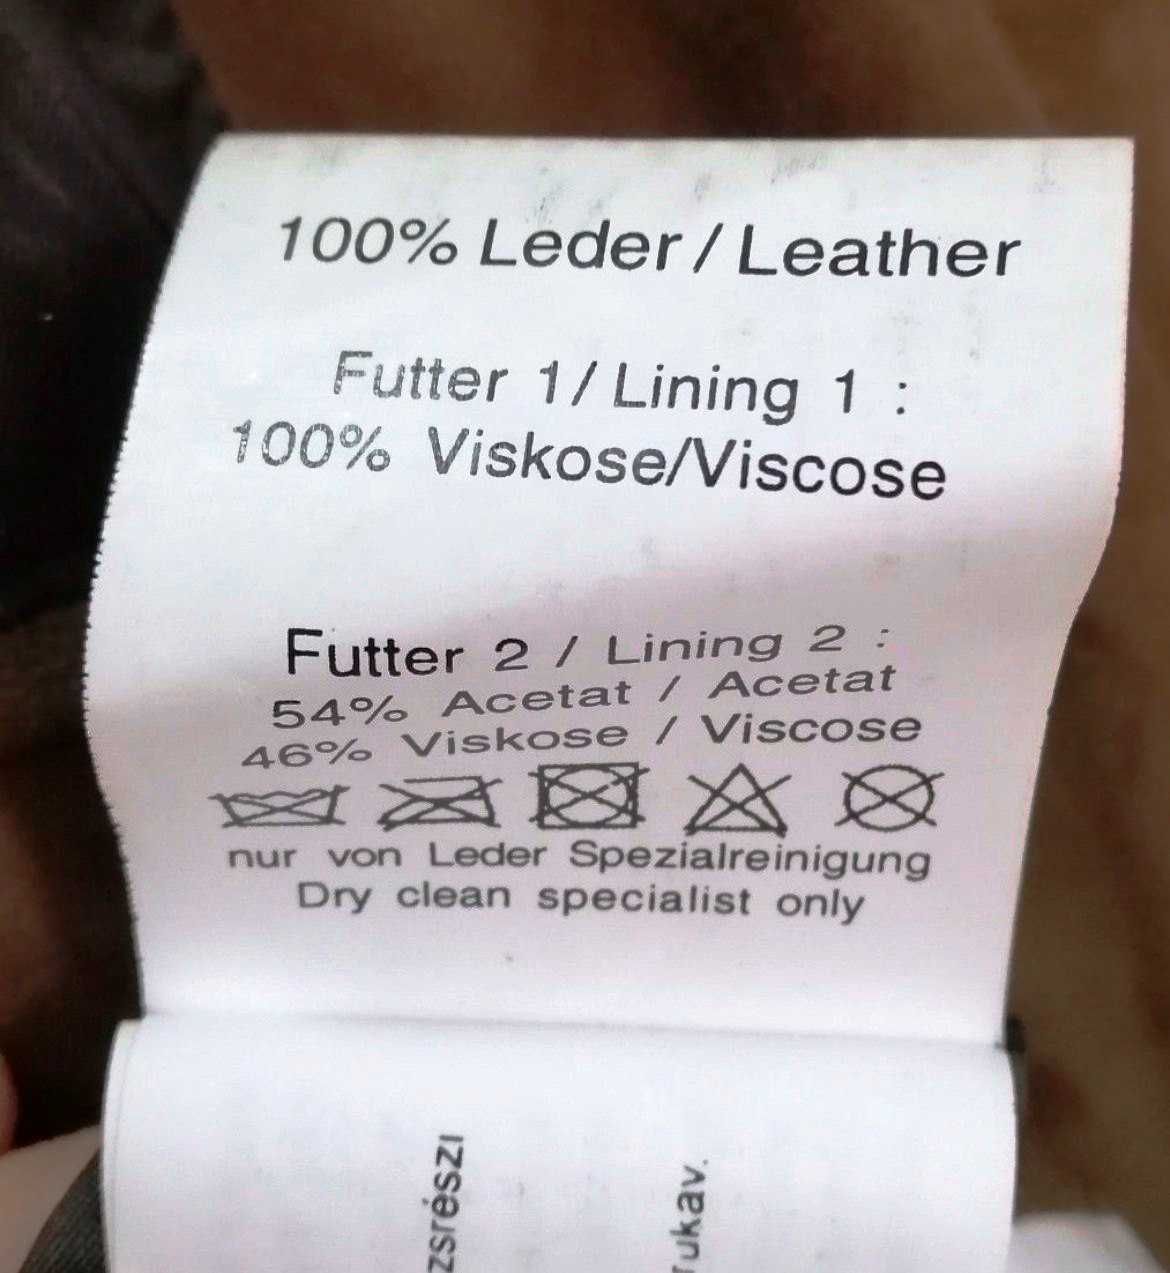 100% Leder / Leather
Futter 1 / Lining 1 :
100% Viskose/Viscose
Futter 2 / Lining 2 :
54% Acetat / Acetat
46% Viskose / Viscose
nur von Leder Spezialreinigung
Dry clean specialist only